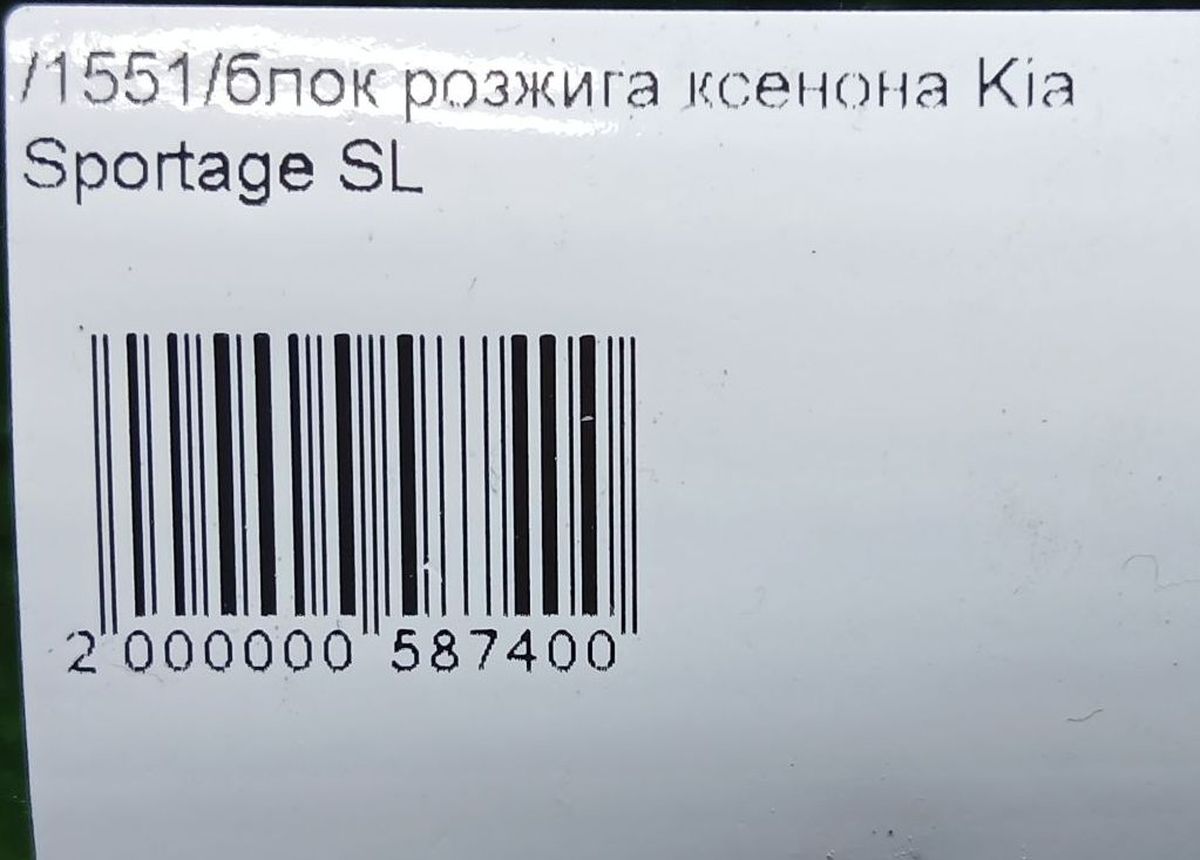 /1551/блок розжига ксенона Kia
Sportage SL
2 000000 587400